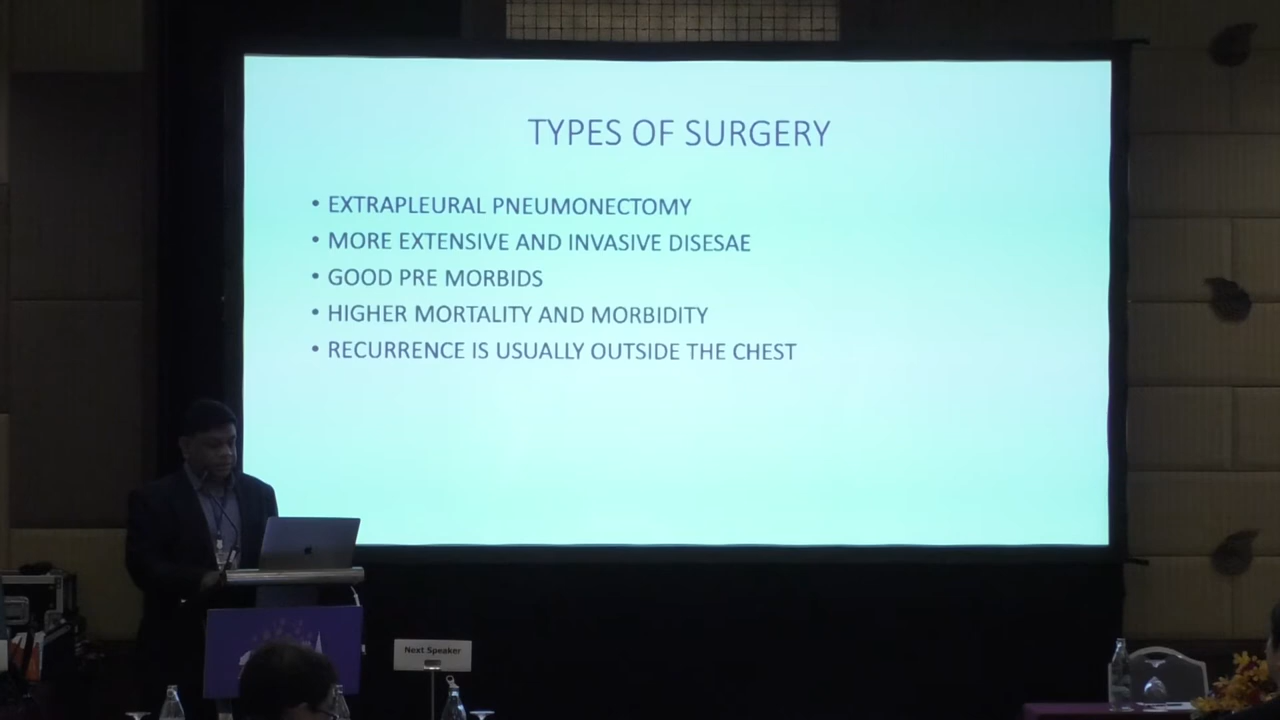 TYPES OF SURGERY
• EXTRAPLEURAL PNEUMONECTOMY
• MORE EXTENSIVE AND INVASIVE DISESAE
• GOOD PRE MORBIDS
• HIGHER MORTALITY AND MORBIDITY
• RECURRENCE IS USUALLY OUTSIDE THE CHEST
Next Speaker